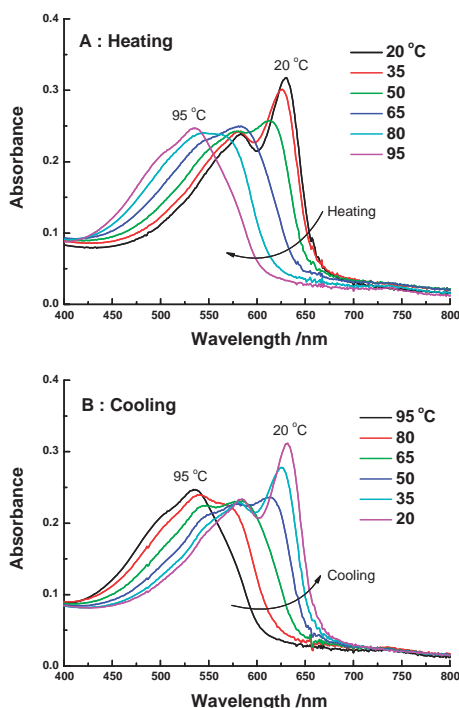 A : Heating
20 °C
95 °C
20 °C
35
50
65
80
95
Heating
0.4
0.3
0.2
0.1
0.0
Absorbance
400 450 500 550 600 650 700 750 800
Wavelength /nm
B : Cooling
20 °C
95 °C
95 °C
80
65
50
35
20
Cooling
0.4
0.3
0.2
0.1
0.0
Absorbance
400 450 500 550 600 650 700 750 800
Wavelength /nm